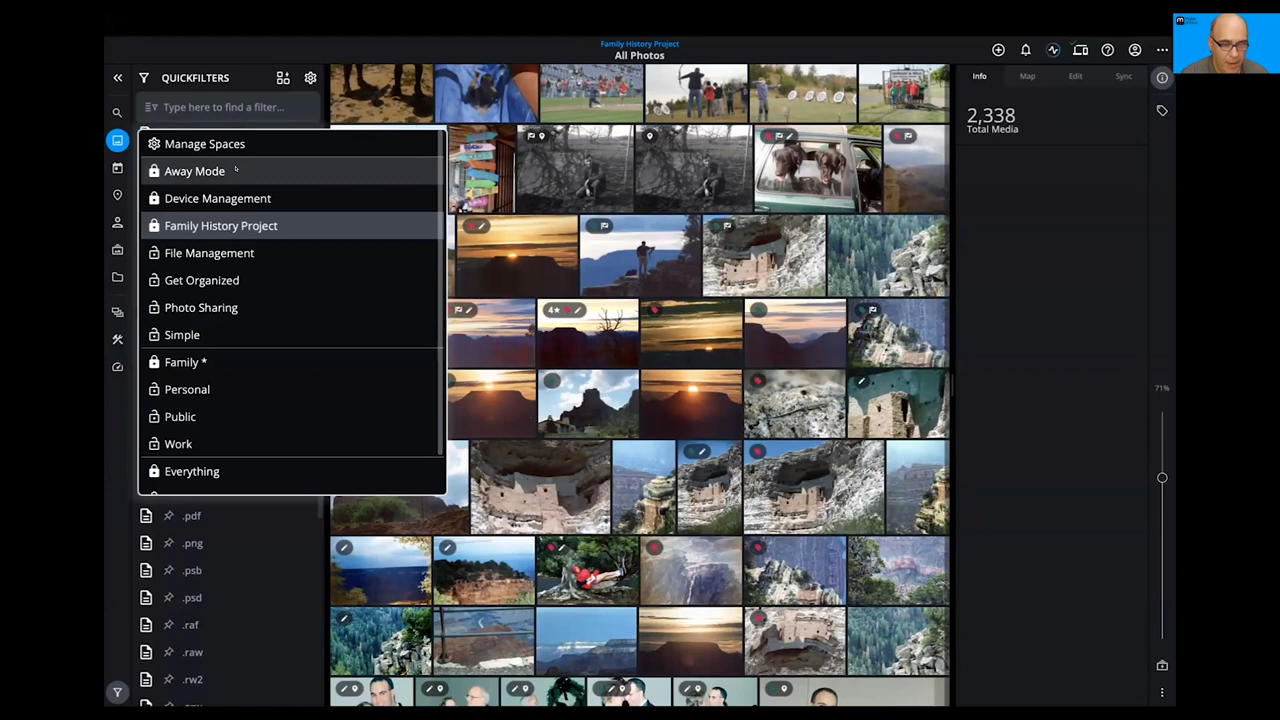 Family History Project
All Photos
QUICKFILTERS
Type here to find a filter...
Manage Spaces
Away Mode
Device Management
Family History Project
File Management
Get Organized
Photo Sharing
Simple
Family *
Personal
Public
Work
Everything
.pdf
.png
.psb
.psd
.raf
.raw
.rw2
4★
Info
Map
Edit
Sync
2,338
Total Media
71%